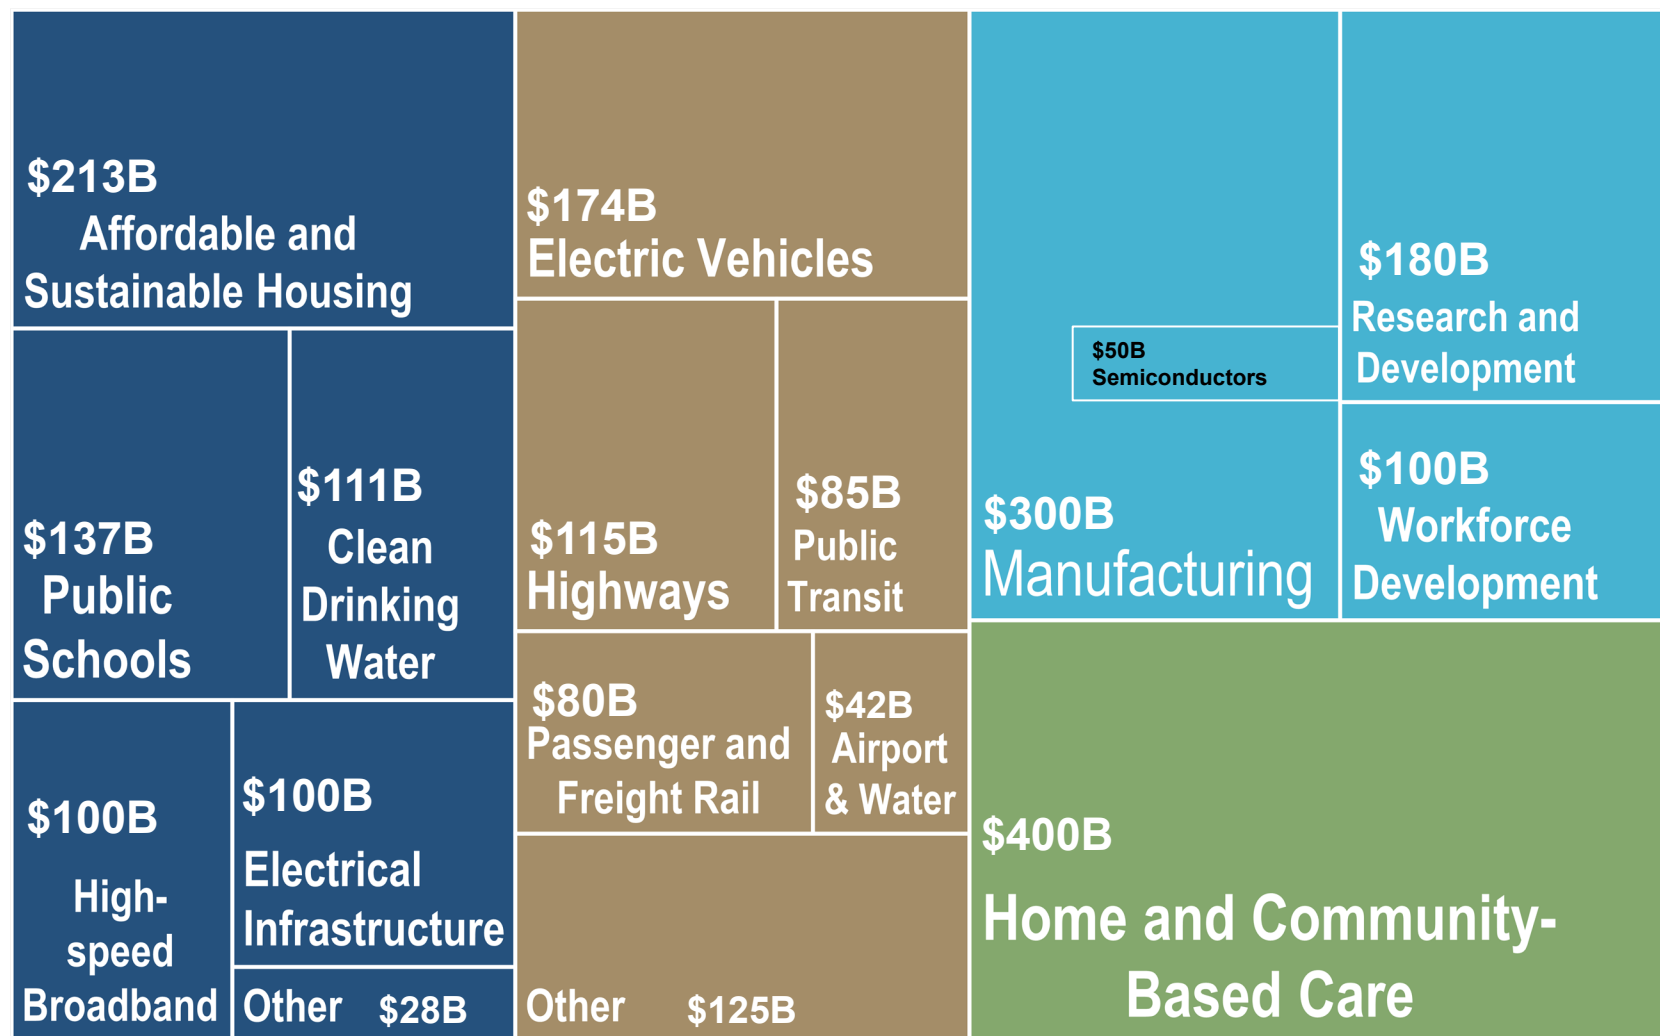 $213B
Affordable and
Sustainable Housing
$137B
Public
Schools
$111B
Clean
Drinking
Water
$100B
High-
speed
Broadband
$100B
Electrical
Infrastructure
Other $28B
$174B
Electric Vehicles
$115B
Highways
$85B
Public
Transit
$80B
Passenger and
Freight Rail
$42B
Airport
& Water
Other $125B
$50B
Semiconductors
$300B
Manufacturing
$180B
Research and
Development
$100B
Workforce
Development
$400B
Home and Community-
Based Care